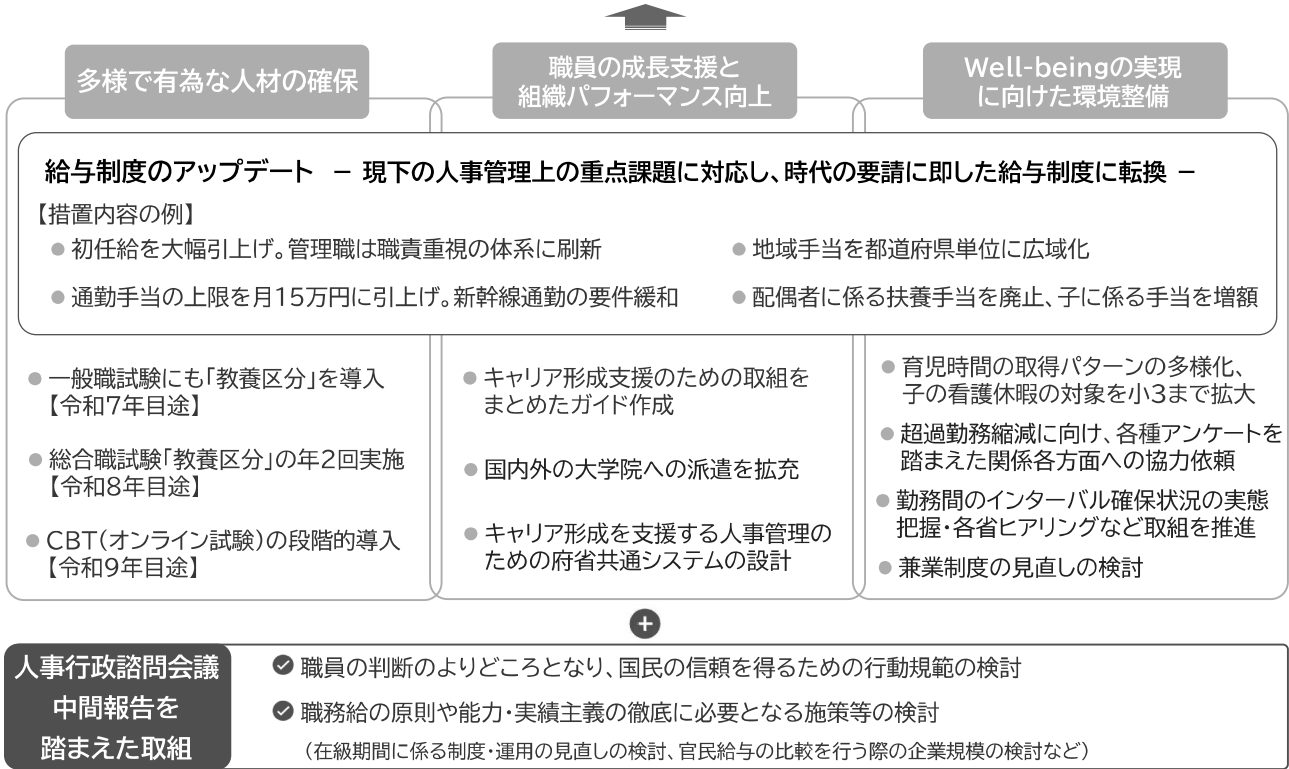 多様で有為な人材の確保
職員の成長支援と
組織パフォーマンス向上
Well-beingの実現
に向けた環境整備
給与制度のアップデート － 現下の人事管理上の重点課題に対応し、時代の要請に即した給与制度に転換 －
【措置内容の例】
● 初任給を大幅引上げ。管理職は職責重視の体系に刷新
● 地域手当を都道府県単位に広域化
● 通勤手当の上限を月15万円に引上げ。新幹線通勤の要件緩和
● 配偶者に係る扶養手当を廃止、子に係る手当を増額
● 一般職試験にも「教養区分」を導入
【令和7年目途】
● 総合職試験「教養区分」の年2回実施
【令和8年目途】
● CBT(オンライン試験)の段階的導入
【令和9年目途】
● キャリア形成支援のための取組を
まとめたガイド作成
● 国内外の大学院への派遣を拡充
● キャリア形成を支援する人事管理の
ための府省共通システムの設計
● 育児時間の取得パターンの多様化、
子の看護休暇の対象を小3まで拡大
● 超過勤務縮減に向け、各種アンケートを
踏まえた関係各方面への協力依頼
● 勤務間のインターバル確保状況の実態
把握・各省ヒアリングなど取組を推進
● 兼業制度の見直しの検討
+
人事行政諮問会議
中間報告を
踏まえた取組
職員の判断のよりどころとなり、国民の信頼を得るための行動規範の検討
職務給の原則や能力・実績主義の徹底に必要となる施策等の検討
（在級期間に係る制度・運用の見直しの検討、官民給与の比較を行う際の企業規模の検討など）